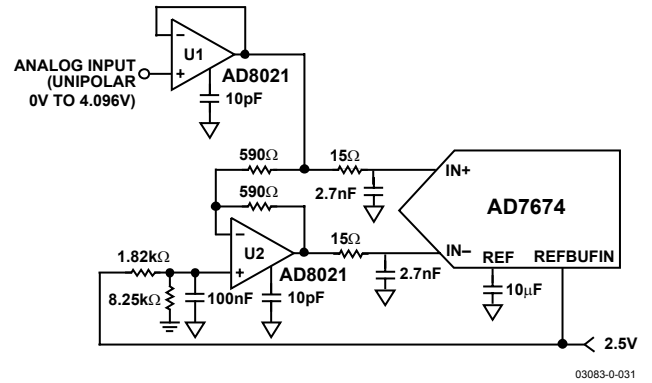 U1
ANALOG INPUT
(UNIPOLAR
0V TO 4.096V)
AD8021
10pF
590Ω
15Ω
IN+
2.7nF
590Ω
AD7674
U2
15Ω
IN–
1.82kΩ
AD8021
REF
REFBUFIN
2.7nF
8.25kΩ
100nF
10pF
10μF
2.5V
03083-0-031